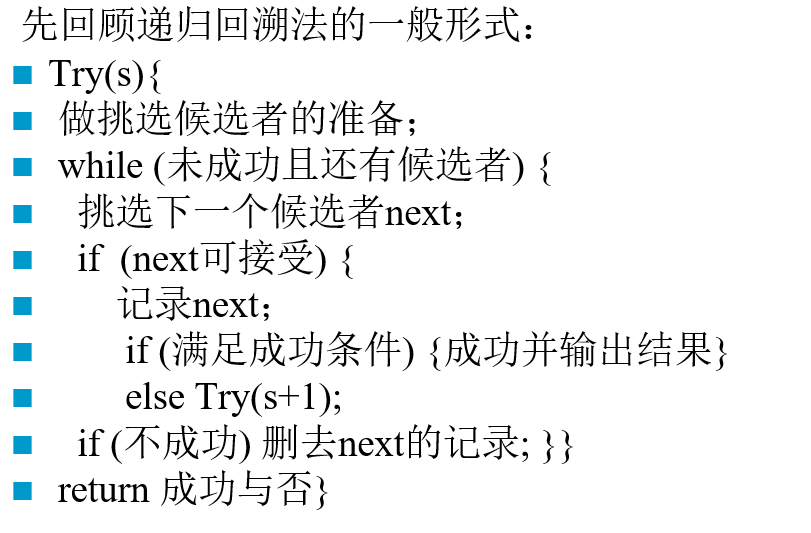 先回顾递归回溯法的一般形式：
Try(s){
做挑选候选者的准备；
while (未成功且还有候选者) {
挑选下一个候选者next；
if (next可接受) {
记录next；
if (满足成功条件) {成功并输出结果}
else Try(s+1);
if (不成功) 删去next的记录; }}
return 成功与否}